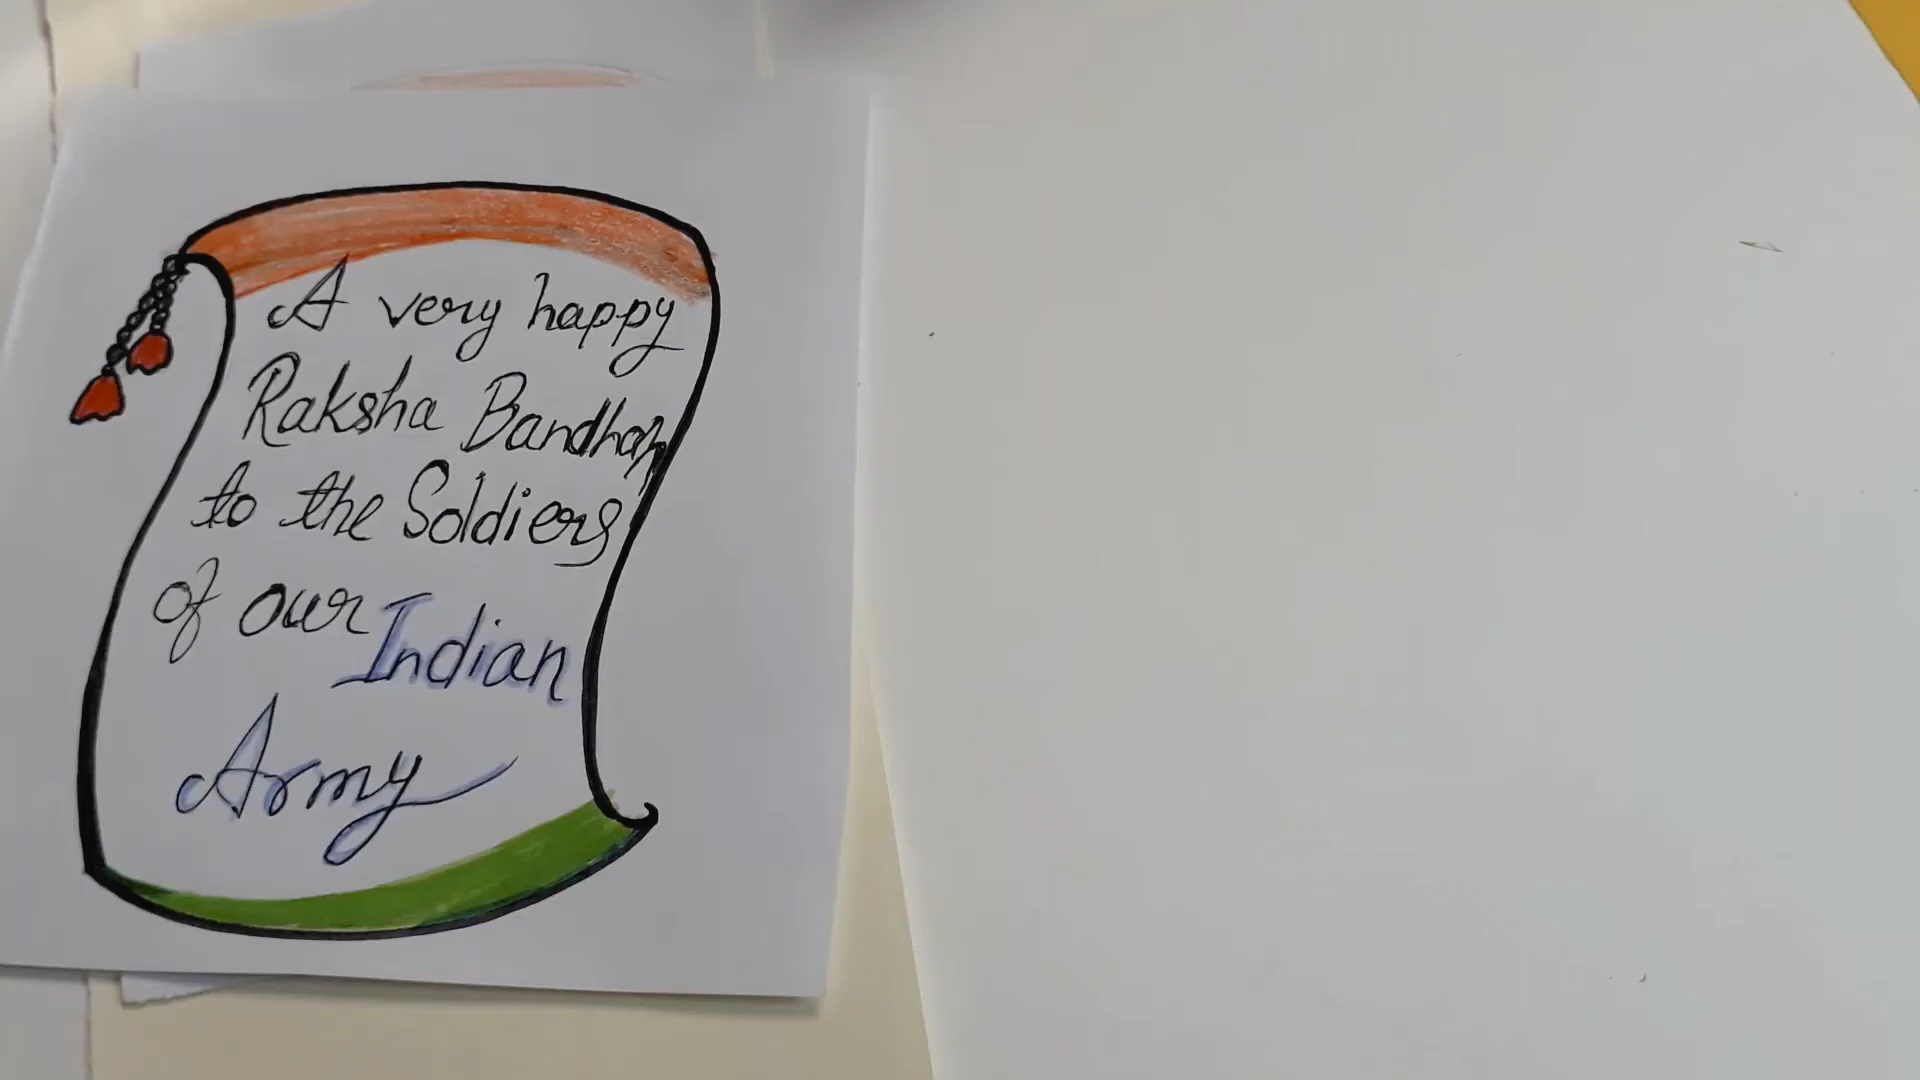 A very happy
Raksha Bandhan
to the Soldiers
of our Indian
Army